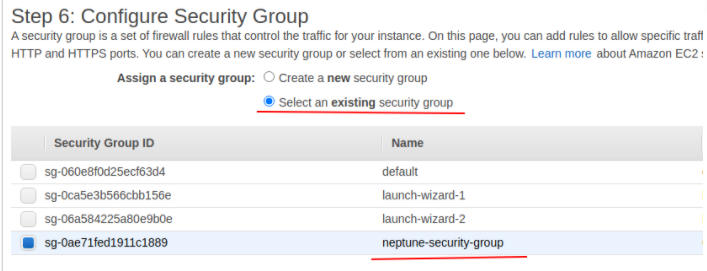 Step 6: Configure Security Group
A security group is a set of firewall rules that control the traffic for your instance. On this page, you can add rules to allow specific
HTTP and HTTPS ports. You can create a new security group or select from an existing one below. Learn more about Amazon EC2
Assign a security group: Create a new security group
Select an existing security group
Security Group ID Name
sg-060e8f0d25ecf63d4 default
sg-0ca5e3b566cbb156e launch-wizard-1
sg-06a584225a80e9b0e launch-wizard-2
sg-0ae71fed1911c1889 neptune-security-group